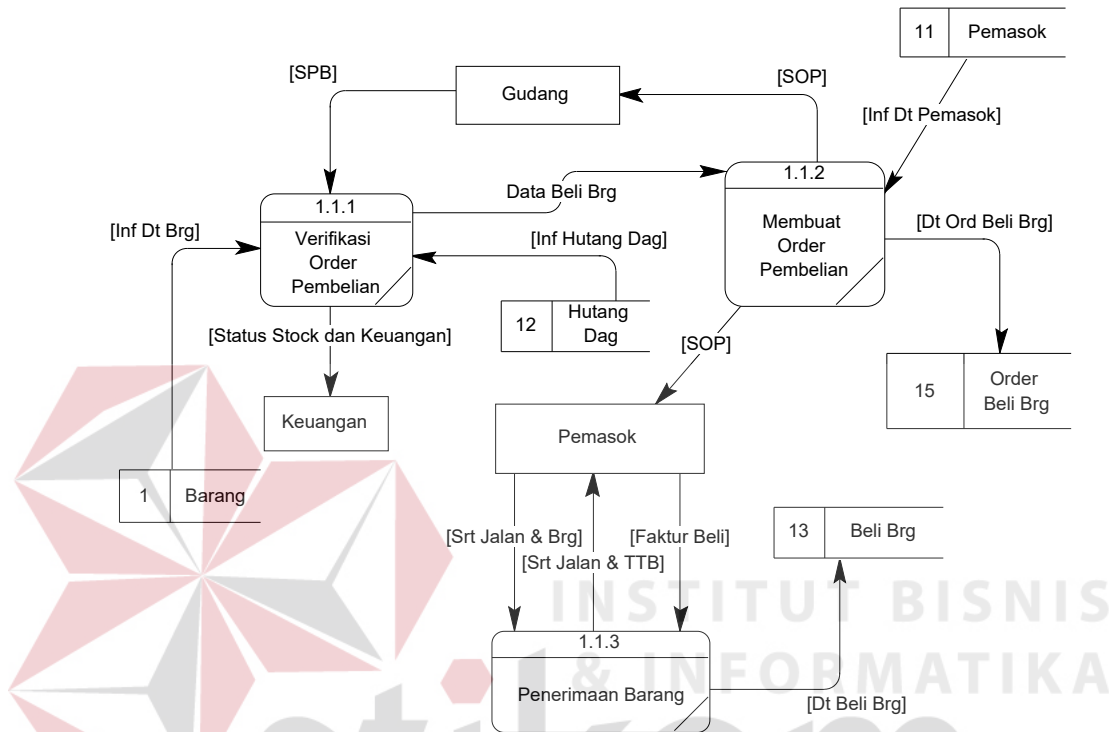 11 Pemasok
[SPB]
[SOP]
Gudang
[Inf Dt Pemasok]
1.1.2
1.1.1
Data Beli Brg
[Inf Dt Brg]
Verifikasi
Order
Pembelian
[Inf Hutang Dag]
Membuat
Order
Pembelian
[Dt Ord Beli Brg]
12 Hutang
Dag
[Status Stock dan Keuangan]
[SOP]
15 Order
Beli Brg
Keuangan
Pemasok
1 Barang
[Srt Jalan & Brg]
[Faktur Beli]
13 Beli Brg
[Srt Jalan & TTB]
INSTITUT BISNIS
& INFORMATIKA
1.1.3
Penerimaan Barang
[Dt Beli Brg]